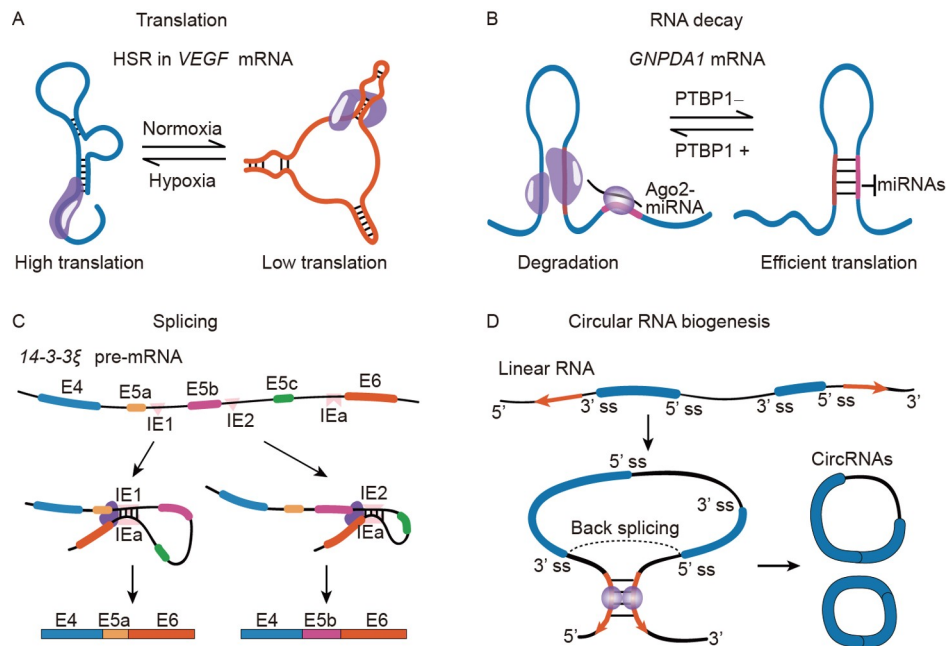 A
Translation
HSR in VEGF mRNA
Normoxia
Hypoxia
High translation
Low translation
B
RNA decay
GNPDA1 mRNA
PTBP1–
PTBP1 +
Ago2-
miRNA
miRNAs
Degradation
Efficient translation
C
Splicing
14-3-3ξ pre-mRNA
E4
E5a
E5b
E5c
E6
IE1
IE2
IEa
IE1
IEa
IE2
IEa
E4 E5a E6
E4 E5b E6
D
Circular RNA biogenesis
Linear RNA
5' 3' ss 5' ss 3' ss 5' ss 3'
5' ss
3' ss
Back splicing
3' ss
5' ss
5'
3'
CircRNAs